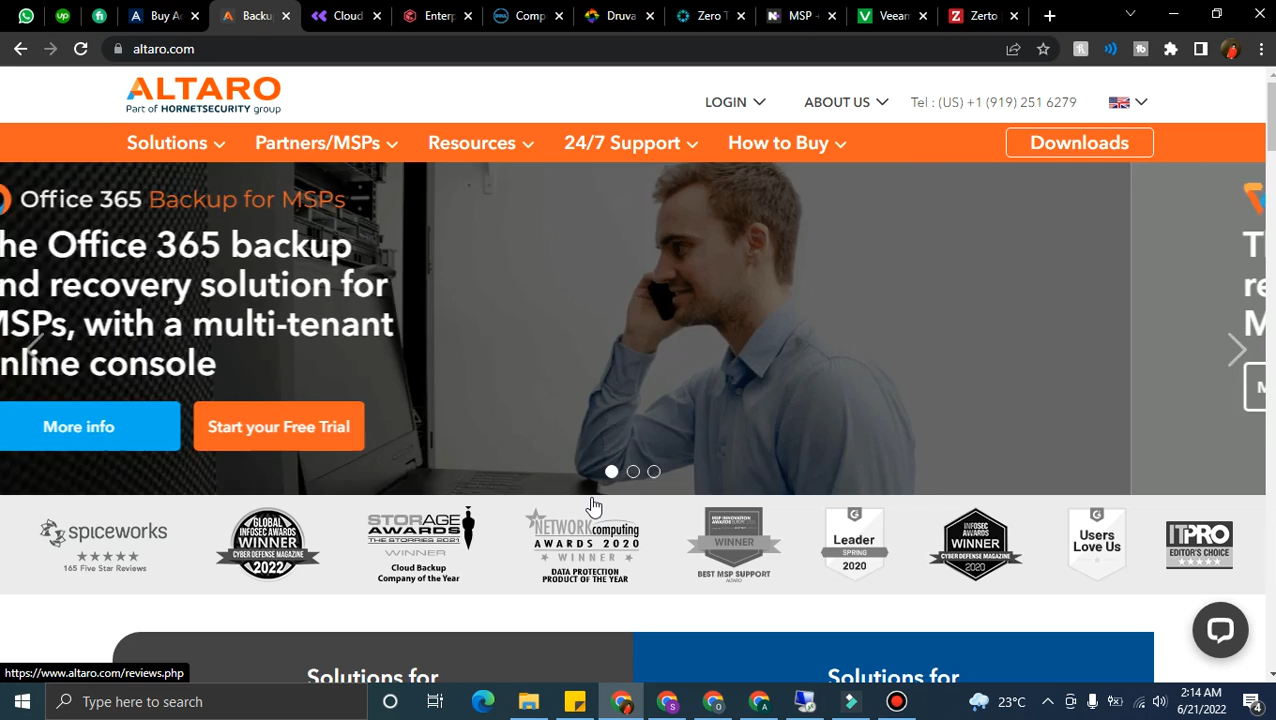 Buy Ac
Backup
Cloud
Enterp
Comp
Druva
Zero T
MSP +
Veeam
Zerto
altaro.com
ALTARO
Part of HORNETSECURITY group
LOGIN
ABOUT US
Tel : (US) +1 (919) 251 6279
Solutions
Partners/MSPs
Resources
24/7 Support
How to Buy
Downloads
Office 365 Backup for MSPs
he Office 365 backup
nd recovery solution for
MSPs, with a multi-tenant
nline console
More info
Start your Free Trial
T
re
M
M
spiceworks
165 Five Star Reviews
GLOBAL
INFOSEC AWARDS
WINNER
CYBER DEFENSE MAGAZINE
2022
STORAGE
AWARDS
THE STORRIES 2021
WINNER
Cloud Backup
Company of the Year
NETWORKcomputing
AWARDS 2020
WINNER
DATA PROTECTION
PRODUCT OF THE YEAR
WINNER
BEST MSP SUPPORT
ALTARO
Leader
SPRING
2020
INFOSEC
AWARDS
WINNER
CYBER DEFENSE MAGAZINE
2020
Users
Love Us
ITPRO
EDITOR'S CHOICE
Solutions for
Solutions for
https://www.altaro.com/reviews.php
Type here to search
23°C
2:14 AM
6/21/2022
4